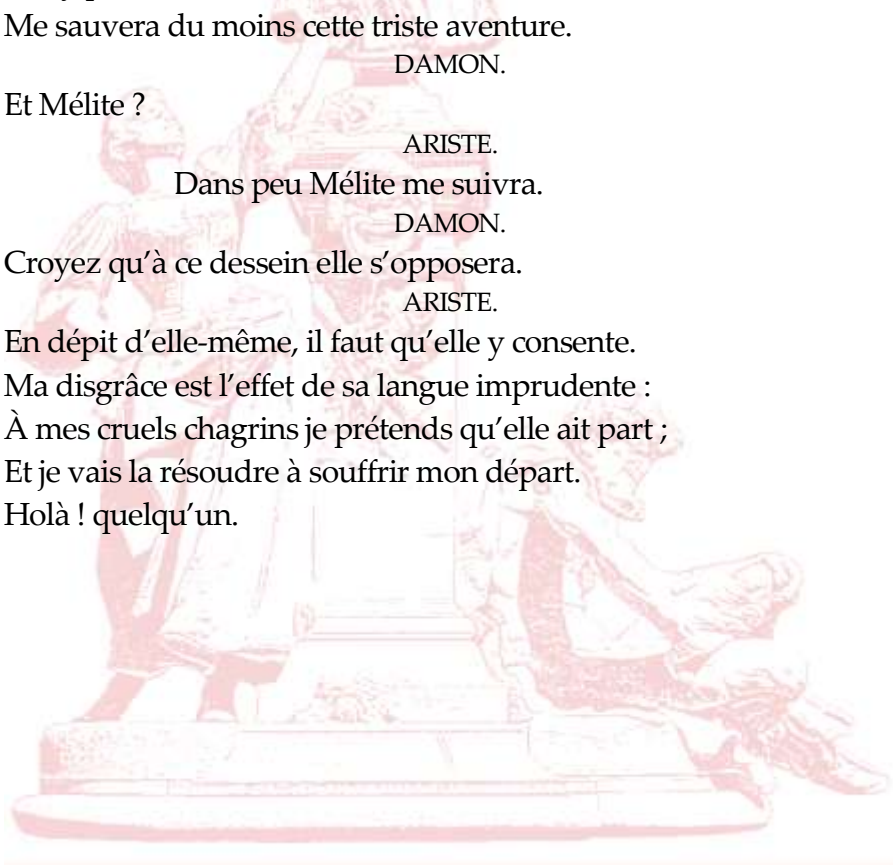 Me sauvera du moins cette triste aventure.
DAMON.
Et Mélite ?
ARISTE.
Dans peu Mélite me suivra.
DAMON.
Croyez qu’à ce dessein elle s’opposera.
ARISTE.
En dépit d’elle-même, il faut qu’elle y consente.
Ma disgrâce est l’effet de sa langue imprudente :
À mes cruels chagrins je prétends qu’elle ait part ;
Et je vais la résoudre à souffrir mon départ.
Holà ! quelqu’un.